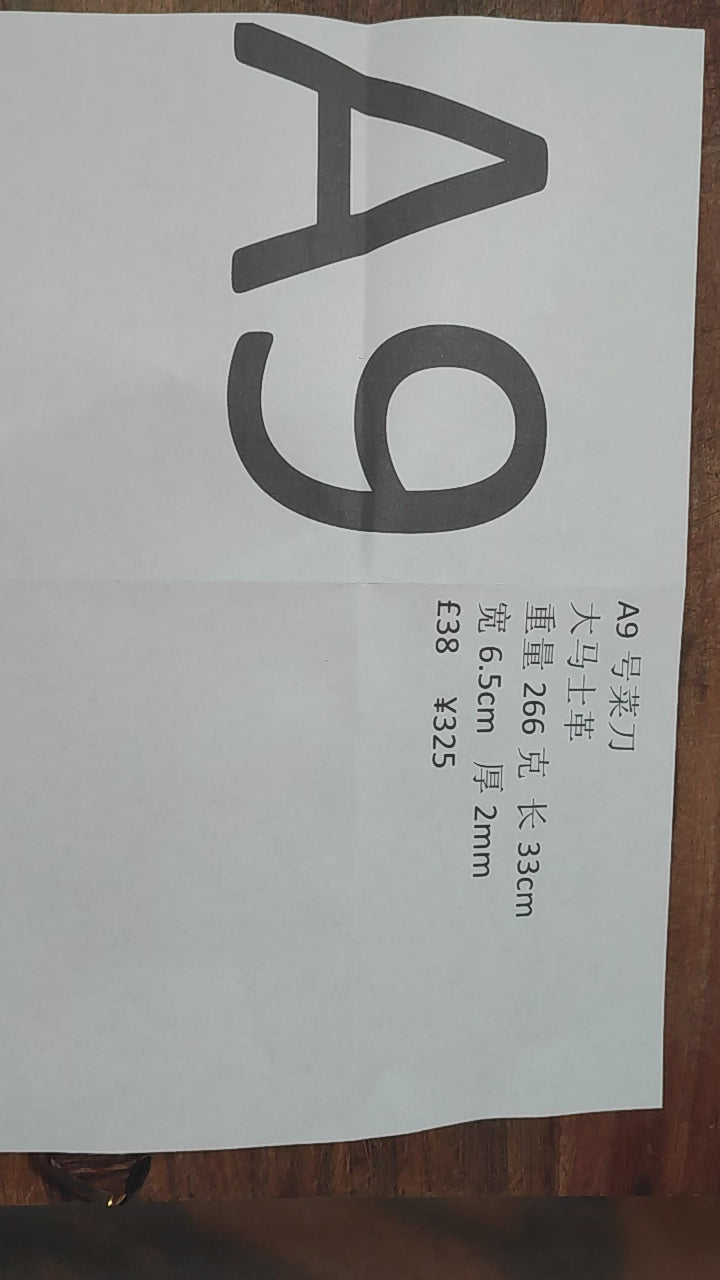 A9
A9 号菜刀
大马士革
重量 266 克 长 33cm
宽 6.5cm 厚 2mm
£38 ¥325